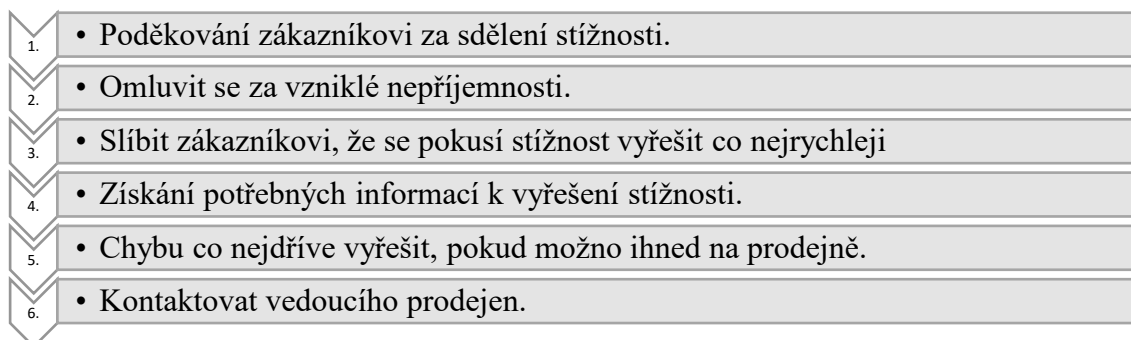 1. • Poděkování zákazníkovi za sdělení stížnosti.
2. • Omluvit se za vzniklé nepříjemnosti.
3. • Slíbit zákazníkovi, že se pokusí stížnost vyřešit co nejrychleji
4. • Získání potřebných informací k vyřešení stížnosti.
5. • Chybu co nejdříve vyřešit, pokud možno ihned na prodejně.
6. • Kontaktovat vedoucího prodejen.